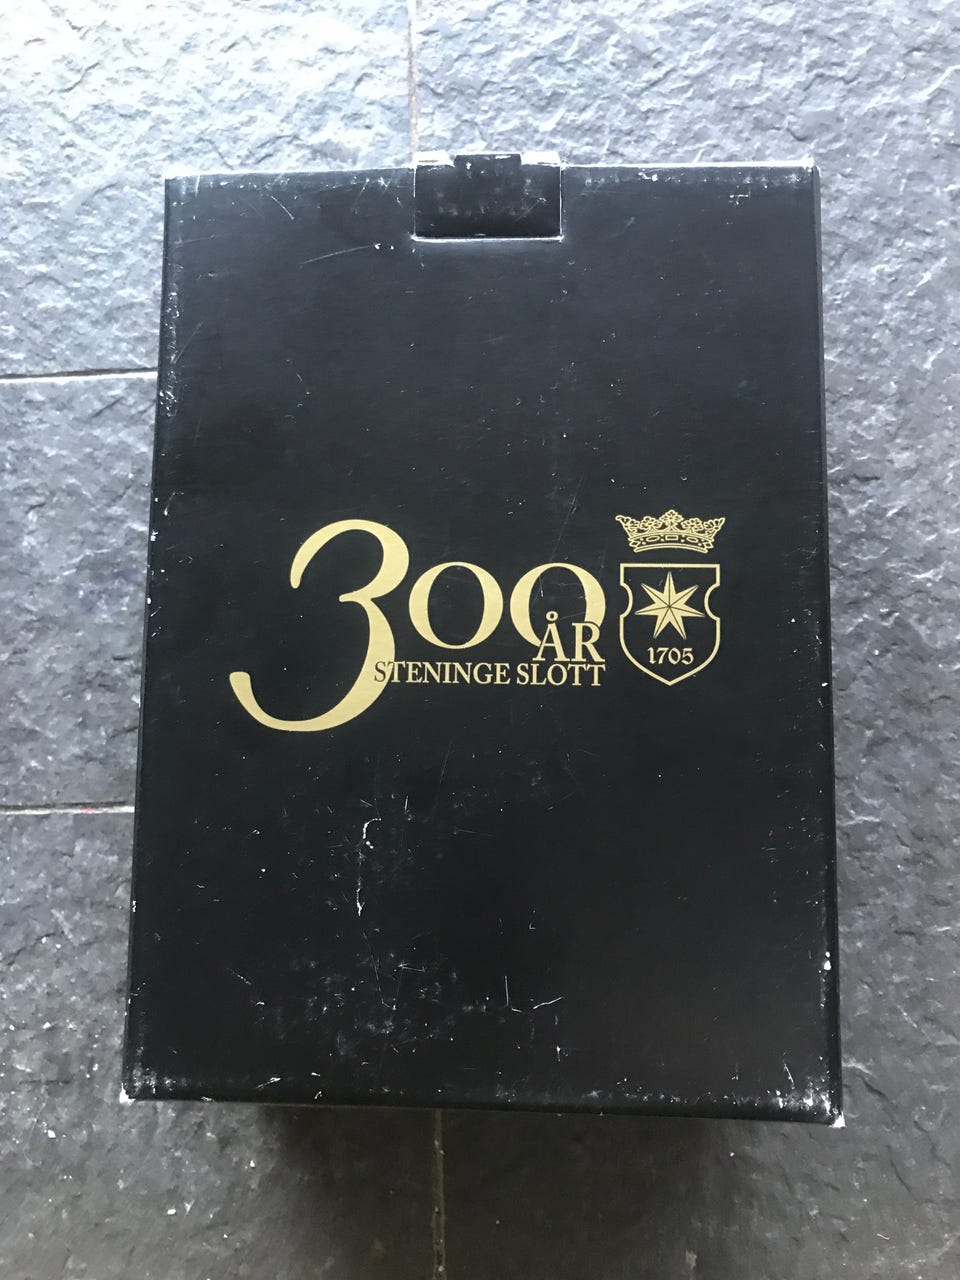 300
ÅR
STENINGE SLOTT
1705